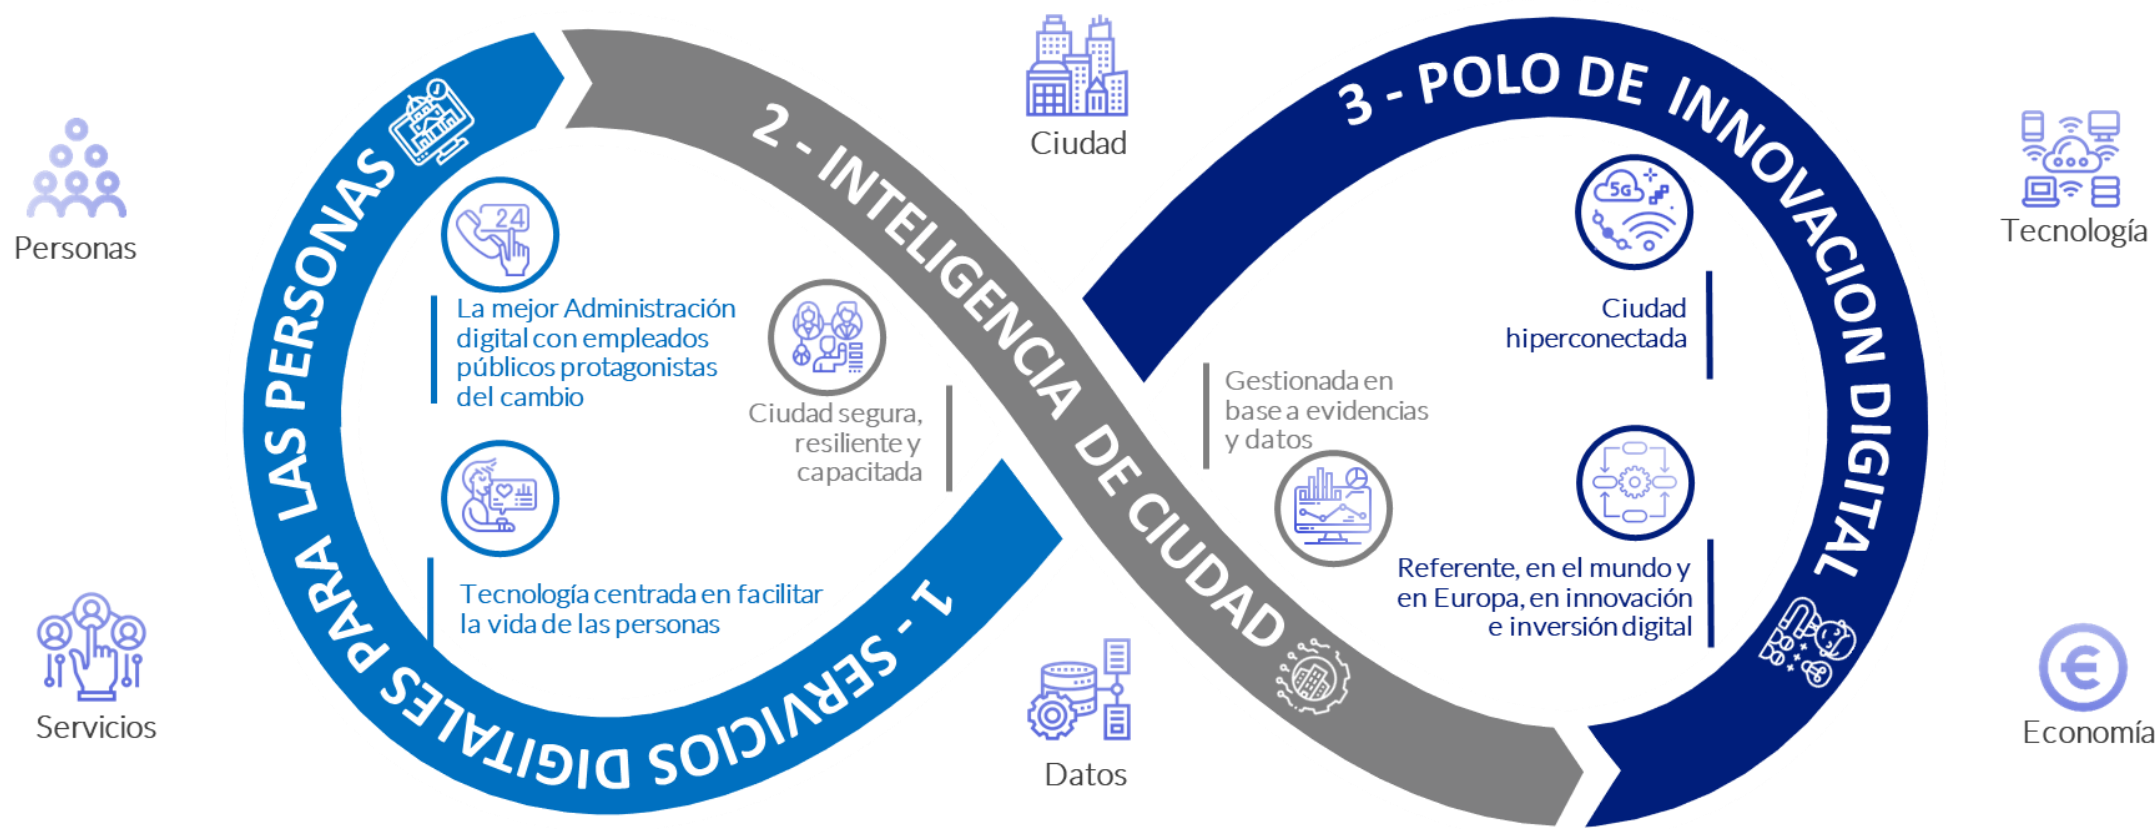 Personas
Servicios
1 - SERVICIOS DIGITALES PARA LAS PERSONAS
24
La mejor Administración
digital con empleados
públicos protagonistas
del cambio
Tecnología centrada en facilitar
la vida de las personas
2 - INTELIGENCIA DE CIUDAD
Ciudad segura,
resiliente y
capacitada
Gestionada en
base a evidencias
y datos
Ciudad
Datos
3 - POLO DE INNOVACION DIGITAL
5G
Ciudad
hiperconectada
Referente, en el mundo y
en Europa, en innovación
e inversión digital
Tecnología
€
Economía